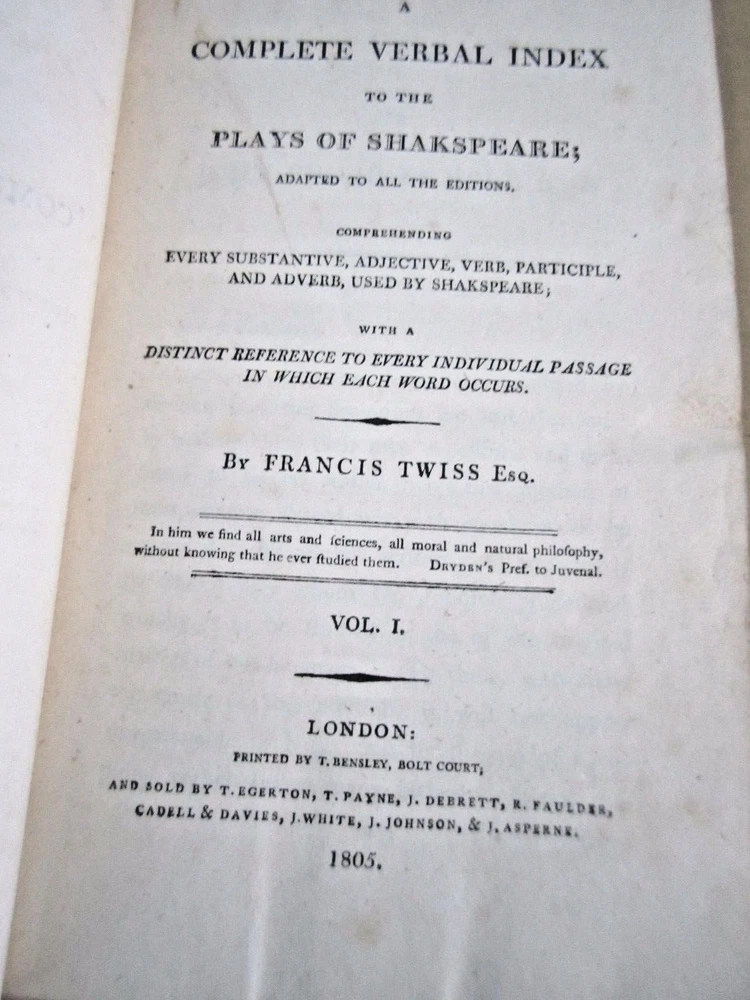 A
COMPLETE VERBAL INDEX
TO THE
PLAYS OF SHAKSPEARE;
ADAPTED TO ALL THE EDITIONS.
COMPREHENDING
EVERY SUBSTANTIVE, ADJECTIVE, VERB, PARTICIPLE,
AND ADVERB, USED BY SHAKSPEARE;
WITH A
DISTINCT REFERENCE TO EVERY INDIVIDUAL PASSAGE
IN WHICH EACH WORD OCCURS.
BY FRANCIS TWISS ESQ.
In him we find all arts and ſciences, all moral and natural philoſophy,
without knowing that he ever ſtudied them. DRYDEN'S Pref. to Juvenal.
VOL. I.
LONDON:
PRINTED BY T. BENSLEY, BOLT COURT;
AND SOLD BY T. EGERTON, T. PAYNE, J. DEBRETT, R. FAULDER,
CADELL & DAVIES, J. WHITE, J. JOHNSON, & J. ASPERNE.
1805.